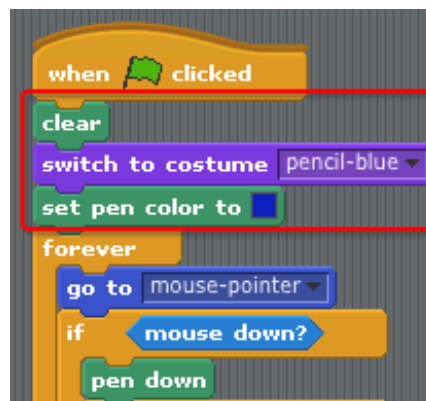 when clicked
clear
switch to costume pencil-blue
set pen color to
forever
go to mouse-pointer
if mouse down?
pen down